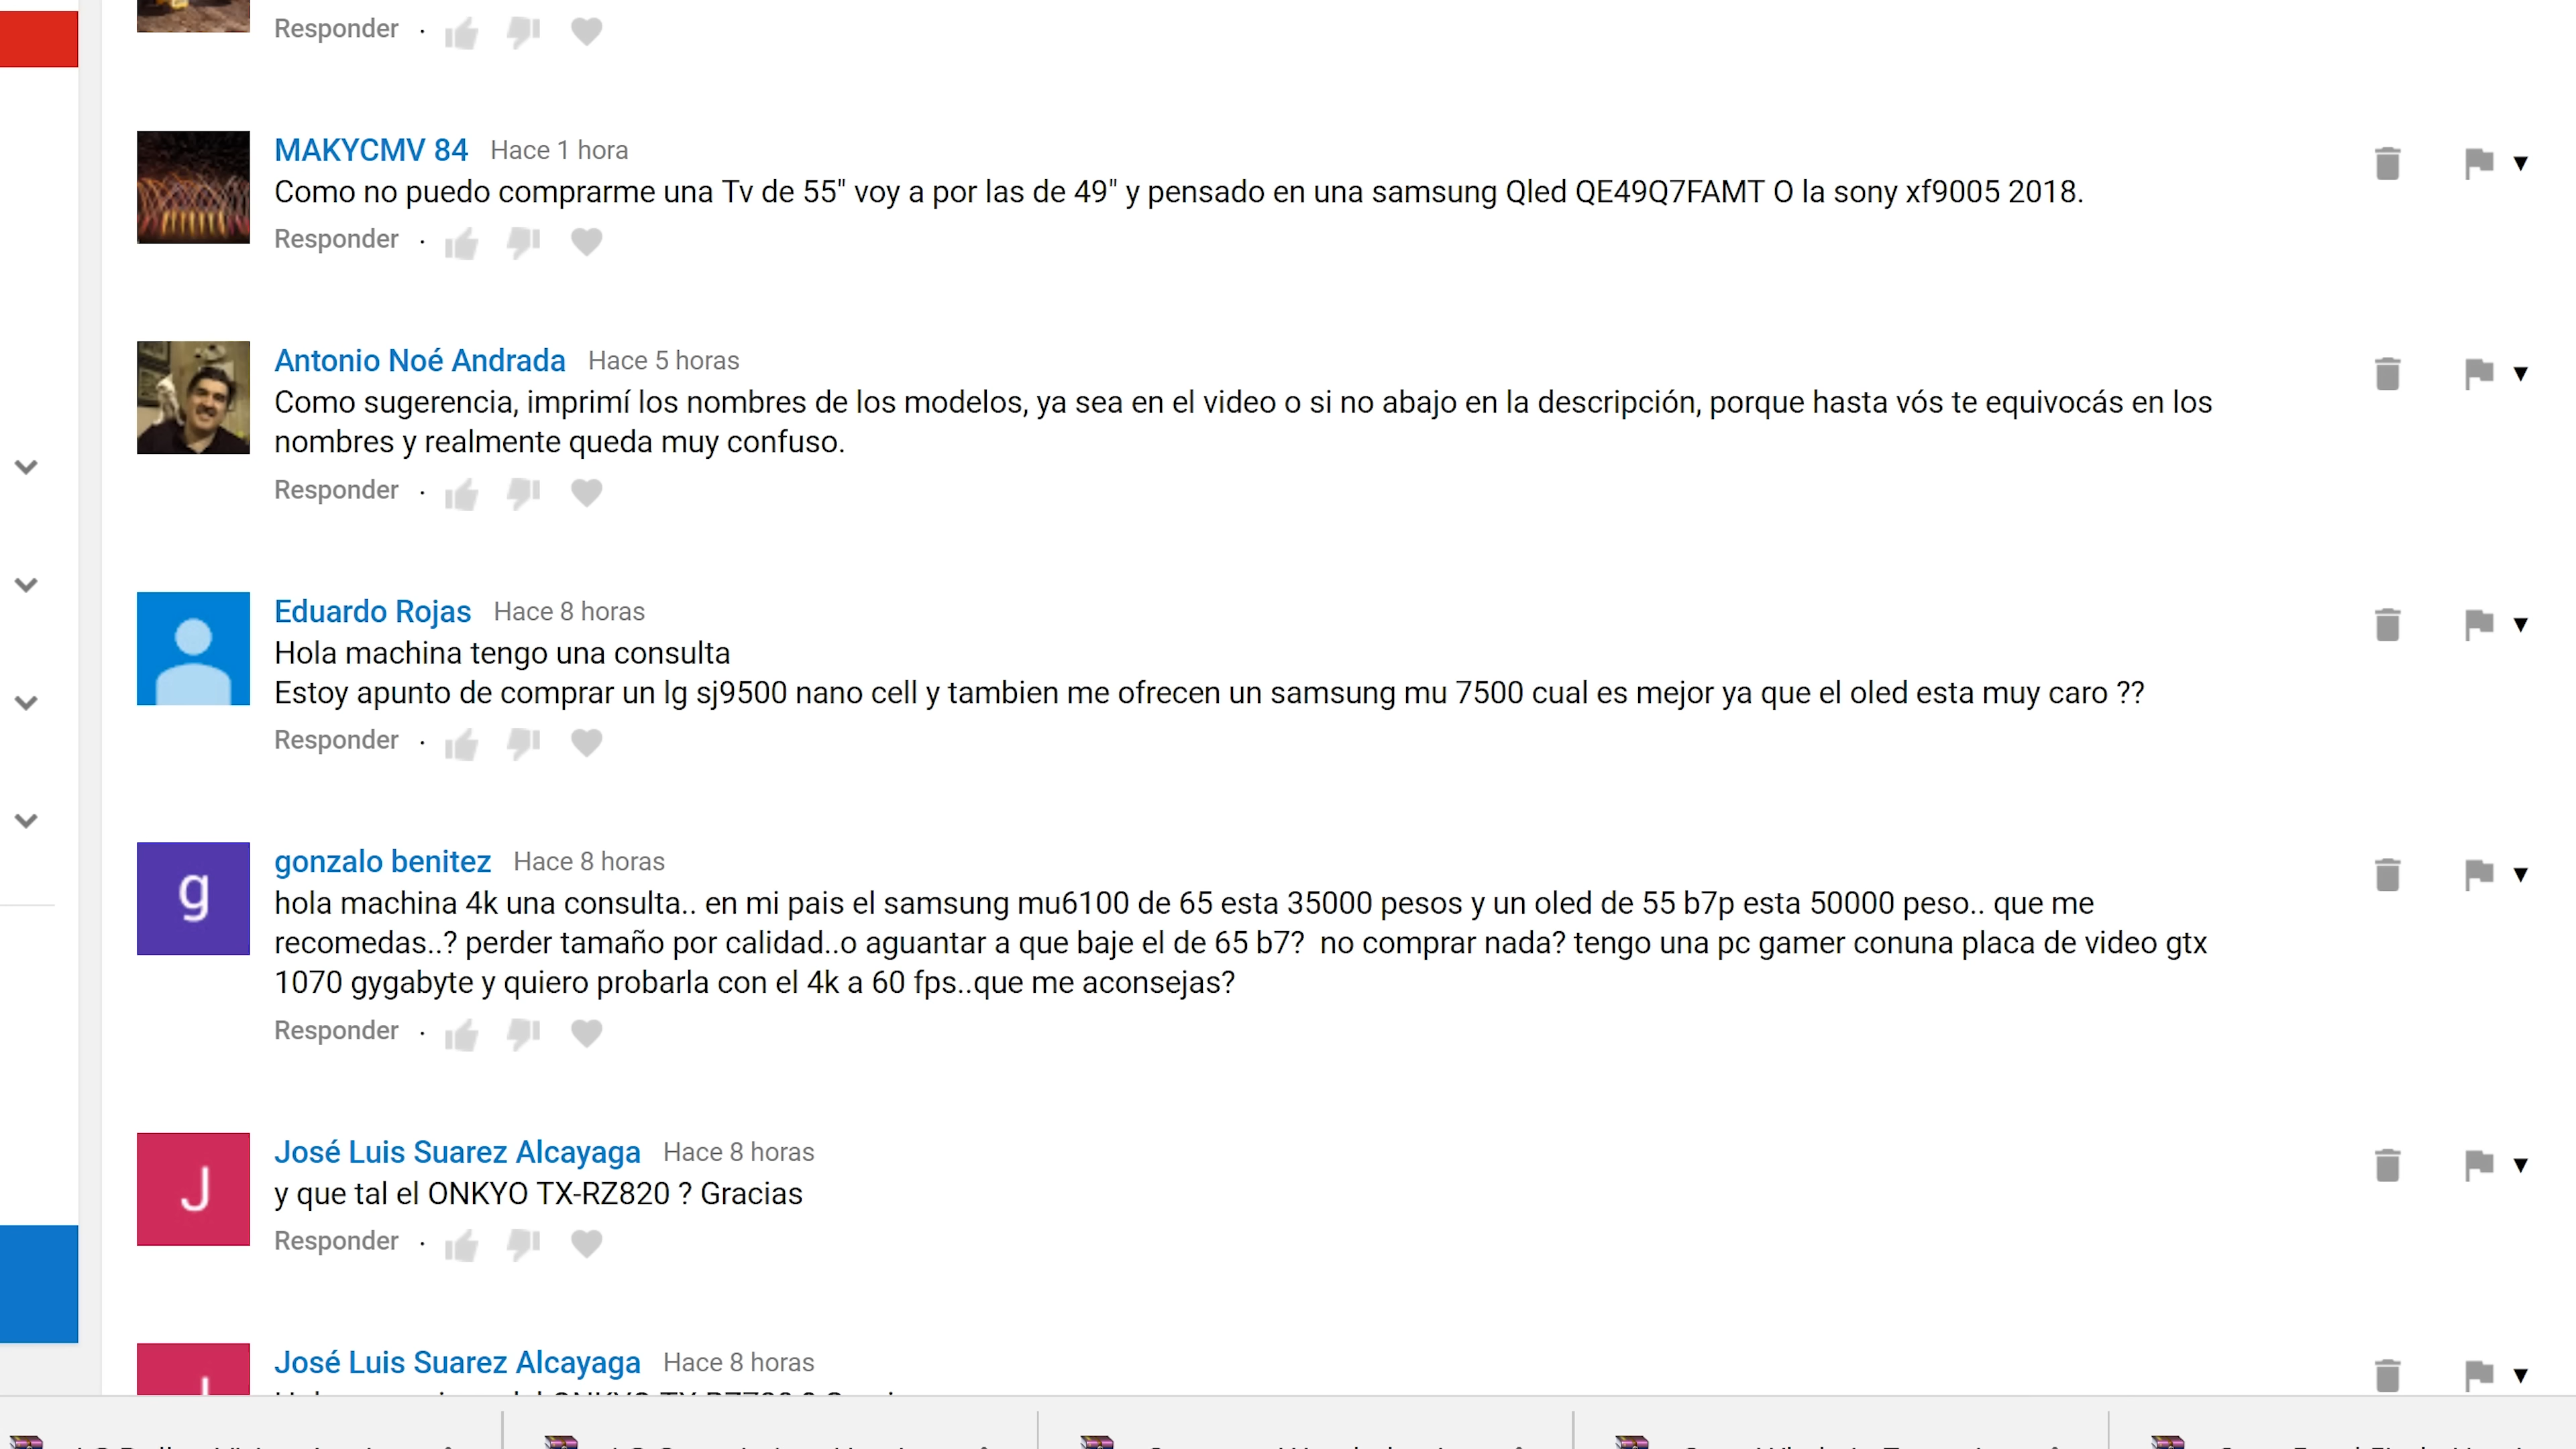 Responder ·
MAKYCMV 84 Hace 1 hora
Como no puedo comprarme una Tv de 55" voy a por las de 49" y pensado en una samsung Qled QE49Q7FAMT O la sony xf9005 2018.
Responder ·
Antonio Noé Andrada Hace 5 horas
Como sugerencia, imprimí los nombres de los modelos, ya sea en el video o si no abajo en la descripción, porque hasta vós te equivocás en los
nombres y realmente queda muy confuso.
Responder ·
Eduardo Rojas Hace 8 horas
Hola machina tengo una consulta
Estoy apunto de comprar un lg sj9500 nano cell y tambien me ofrecen un samsung mu 7500 cual es mejor ya que el oled esta muy caro ??
Responder ·
g
gonzalo benitez Hace 8 horas
hola machina 4k una consulta.. en mi pais el samsung mu6100 de 65 esta 35000 pesos y un oled de 55 b7p esta 50000 peso.. que me
recomedas..? perder tamaño por calidad..o aguantar a que baje el de 65 b7?  no comprar nada? tengo una pc gamer conuna placa de video gtx
1070 gygabyte y quiero probarla con el 4k a 60 fps..que me aconsejas?
Responder ·
J
José Luis Suarez Alcayaga Hace 8 horas
y que tal el ONKYO TX-RZ820 ? Gracias
Responder ·
José Luis Suarez Alcayaga Hace 8 horas